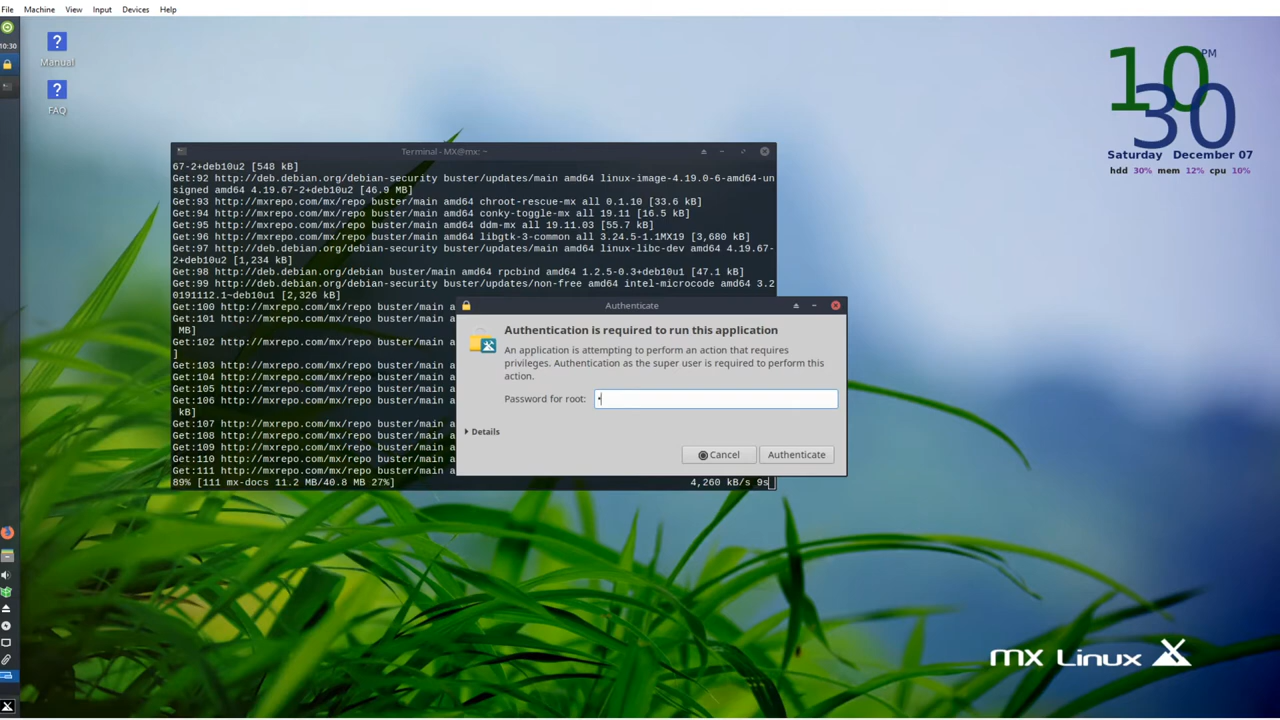 File Machine View Input Devices Help
10:30
Manual
FAQ
10 PM
30
Saturday December 07
hdd 30% mem 12% cpu 10%
Terminal - MX@mx: ~
67-2+deb10u2 [548 kB]
Get:92 http://deb.debian.org/debian-security buster/updates/main amd64 linux-image-4.19.0-6-amd64-un
signed amd64 4.19.67-2+deb10u2 [46.9 MB]
Get:93 http://mxrepo.com/mx/repo buster/main amd64 chroot-rescue-mx all 0.1.10 [33.6 kB]
Get:94 http://mxrepo.com/mx/repo buster/main amd64 conky-toggle-mx all 19.11 [16.5 kB]
Get:95 http://mxrepo.com/mx/repo buster/main amd64 ddm-mx all 19.11.03 [55.7 kB]
Get:96 http://mxrepo.com/mx/repo buster/main amd64 libgtk-3-common all 3.24.5-1.1MX19 [3,680 kB]
Get:97 http://deb.debian.org/debian-security buster/updates/main amd64 linux-libc-dev amd64 4.19.67-
2+deb10u2 [1,234 kB]
Get:98 http://deb.debian.org/debian buster/main amd64 rpcbind amd64 1.2.5-0.3+deb10u1 [47.1 kB]
Get:99 http://deb.debian.org/debian-security buster/updates/non-free amd64 intel-microcode amd64 3.2
0191112.1~deb10u1 [2,326 kB]
Get:100 http://mxrepo.com/mx/repo buster/main a
Get:101 http://mxrepo.com/mx/repo buster/main a
MB]
Get:102 http://mxrepo.com/mx/repo buster/main a
]
Get:103 http://mxrepo.com/mx/repo buster/main a
Get:104 http://mxrepo.com/mx/repo buster/main a
Get:105 http://mxrepo.com/mx/repo buster/main a
Get:106 http://mxrepo.com/mx/repo buster/main a
kB]
Get:107 http://mxrepo.com/mx/repo buster/main a
Get:108 http://mxrepo.com/mx/repo buster/main a
Get:109 http://mxrepo.com/mx/repo buster/main a
Get:110 http://mxrepo.com/mx/repo buster/main a
Get:111 http://mxrepo.com/mx/repo buster/main a
89% [111 mx-docs 11.2 MB/40.8 MB 27%] 4,260 kB/s 9s
Authenticate
Authentication is required to run this application
An application is attempting to perform an action that requires
privileges. Authentication as the super user is required to perform this
action.
Password for root: •
Details
Cancel Authenticate
MX Linux